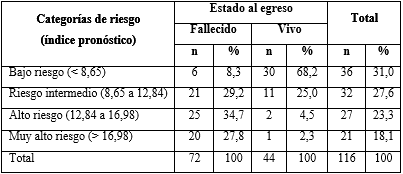 Categorías de riesgo (índice pronóstico) Estado al egreso Total
Fallecido Vivo
n % n % n %
Bajo riesgo (< 8,65) 6 8,3 30 68,2 36 31,0
Riesgo intermedio (8,65 a 12,84) 21 29,2 11 25,0 32 27,6
Alto riesgo (12,84 a 16,98) 25 34,7 2 4,5 27 23,3
Muy alto riesgo (> 16,98) 20 27,8 1 2,3 21 18,1
Total 72 100 44 100 116 100